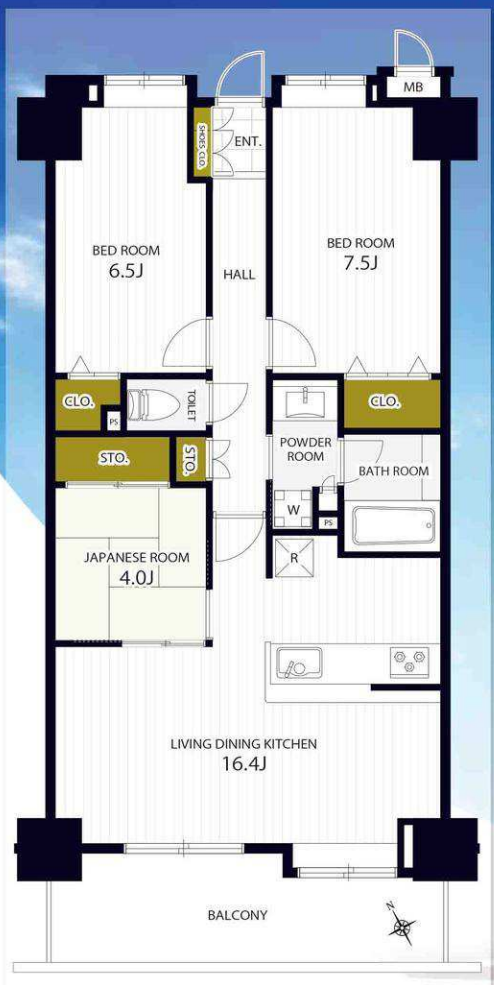 MB
SHOES CLO.
ENT.
BED ROOM
6.5J
BED ROOM
7.5J
HALL
CLO.
PS
TOILET
CLO.
STO.
STO.
POWDER
ROOM
BATH ROOM
W
PS
JAPANESE ROOM
4.0J
R
LIVING DINING KITCHEN
16.4J
BALCONY
N